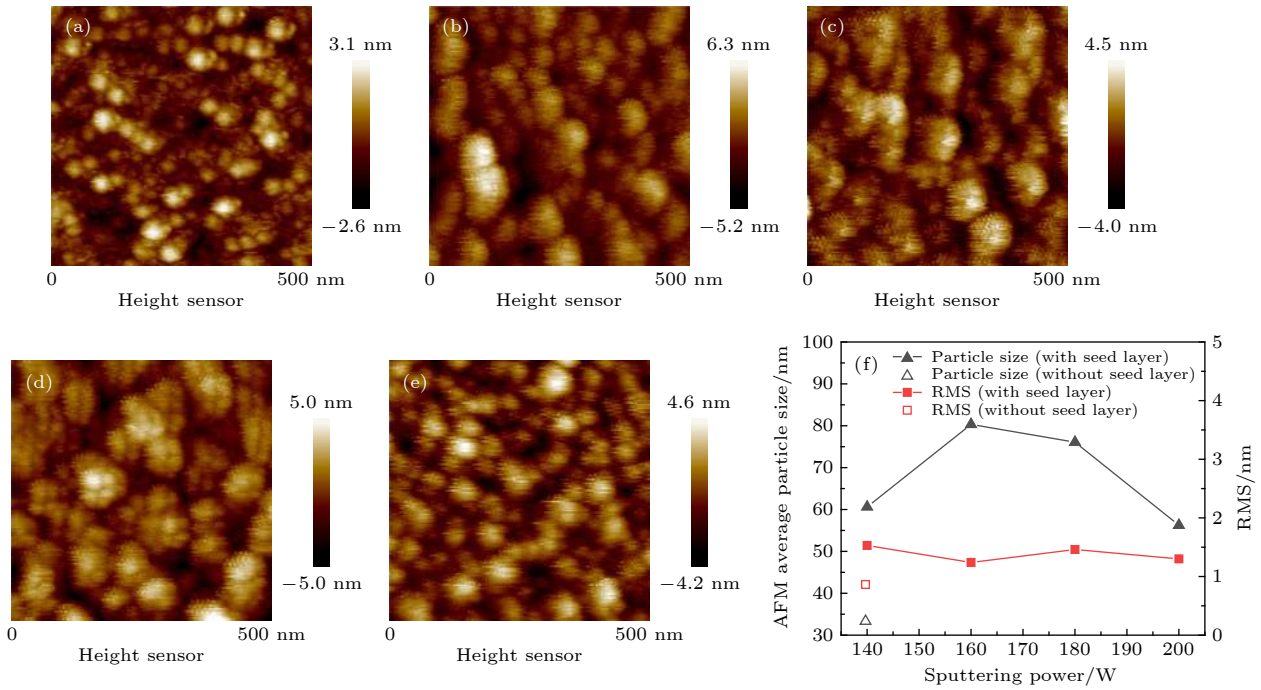 (a)
3.1 nm
−2.6 nm
0 500 nm
Height sensor
(b)
6.3 nm
−5.2 nm
0 500 nm
Height sensor
(c)
4.5 nm
−4.0 nm
0 500 nm
Height sensor
(d)
5.0 nm
−5.0 nm
0 500 nm
Height sensor
(e)
4.6 nm
−4.2 nm
0 500 nm
Height sensor
(f)
Particle size (with seed layer)
Particle size (without seed layer)
RMS (with seed layer)
RMS (without seed layer)
AFM average particle size/nm
100
90
80
70
60
50
40
30
5
4
3
2
1
0
RMS/nm
140 150 160 170 180 190 200
Sputtering power/W